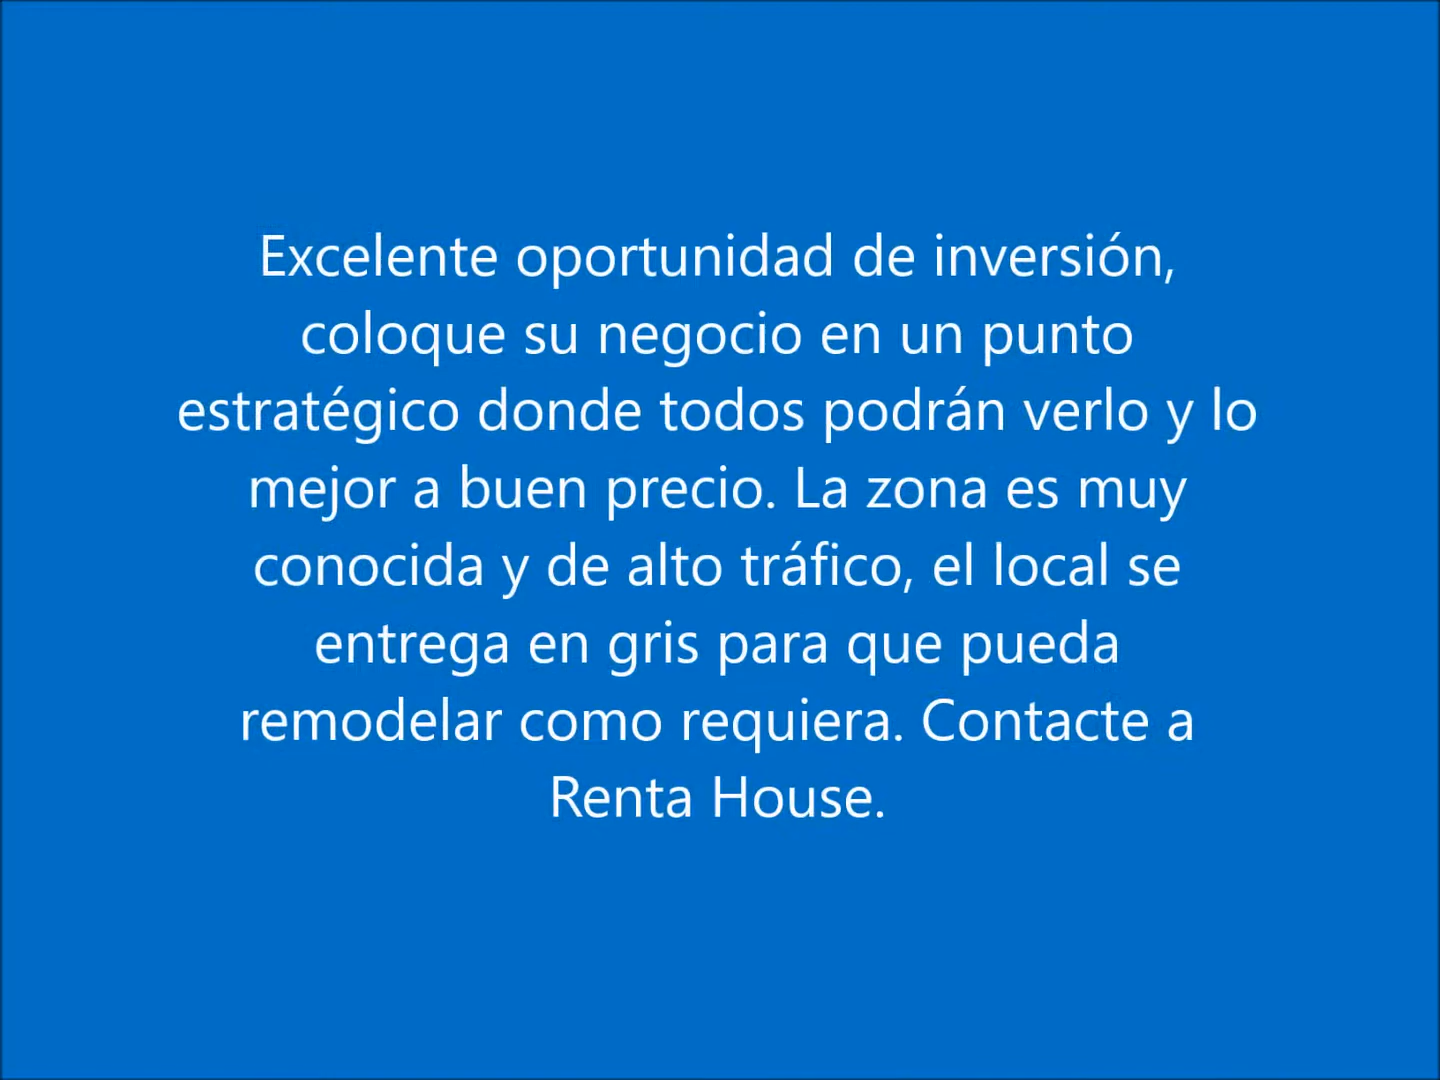 Excelente oportunidad de inversión,
coloque su negocio en un punto
estratégico donde todos podrán verlo y lo
mejor a buen precio. La zona es muy
conocida y de alto tráfico, el local se
entrega en gris para que pueda
remodelar como requiera. Contacte a
Renta House.